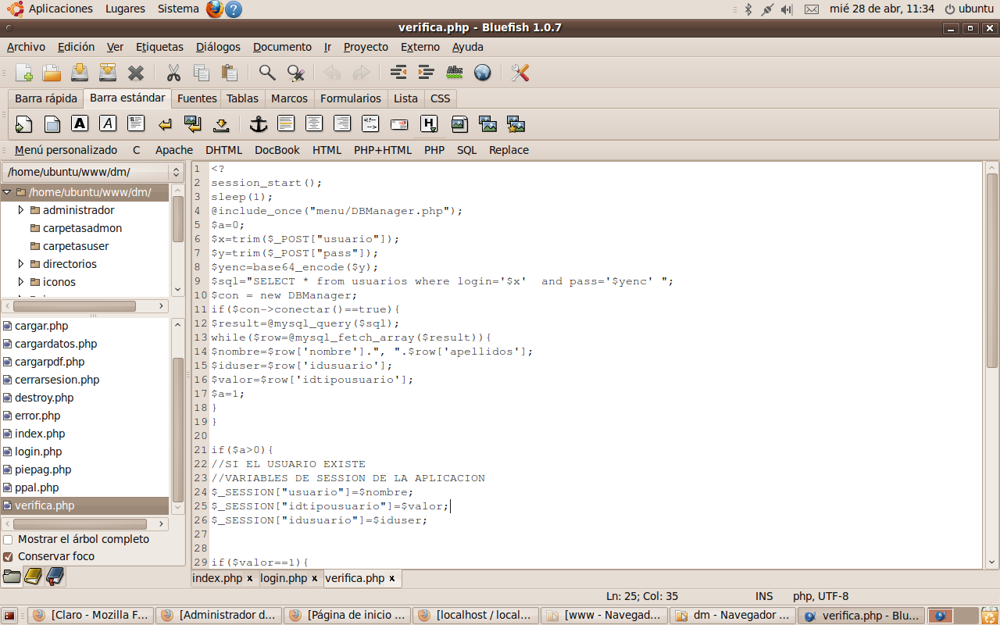 Aplicaciones Lugares Sistema mié 28 de abr, 11:34 ubuntu
verifica.php - Bluefish 1.0.7
Archivo Edición Ver Etiquetas Diálogos Documento Ir Proyecto Externo Ayuda
Abc
Barra rápida Barra estándar Fuentes Tablas Marcos Formularios Lista CSS
A A H
Menú personalizado C Apache DHTML DocBook HTML PHP+HTML PHP SQL Replace
/home/ubuntu/www/dm/
/home/ubuntu/www/dm/
administrador
carpetasadmon
carpetasuser
directorios
iconos
cargar.php
cargardatos.php
cargarpdf.php
cerrarsesion.php
destroy.php
error.php
index.php
login.php
piepag.php
ppal.php
verifica.php
Mostrar el árbol completo
Conservar foco
1 <?
2 session_start();
3 sleep(1);
4 @include_once("menu/DBManager.php");
5 $a=0;
6 $x=trim($_POST["usuario"]);
7 $y=trim($_POST["pass"]);
8 $yenc=base64_encode($y);
9 $sql="SELECT * from usuarios where login='$x'  and pass='$yenc' ";
10 $con = new DBManager;
11 if($con->conectar()==true){
12 $result=@mysql_query($sql);
13 while($row=@mysql_fetch_array($result)){
14 $nombre=$row['nombre'].", ".$row['apellidos'];
15 $iduser=$row['idusuario'];
16 $valor=$row['idtipousuario'];
17 $a=1;
18 }
19 }
20
21 if($a>0){
22 //SI EL USUARIO EXISTE
23 //VARIABLES DE SESSION DE LA APLICACION
24 $_SESSION["usuario"]=$nombre;
25 $_SESSION["idtipousuario"]=$valor;
26 $_SESSION["idusuario"]=$iduser;
27
28
29 if($valor==1){
index.php x login.php x verifica.php x
Ln: 25; Col: 35 INS php, UTF-8
[Claro - Mozilla F... [Administrador d... [Página de inicio ... [localhost / local... [www - Navegad... dm - Navegador ... verifica.php - Blu...